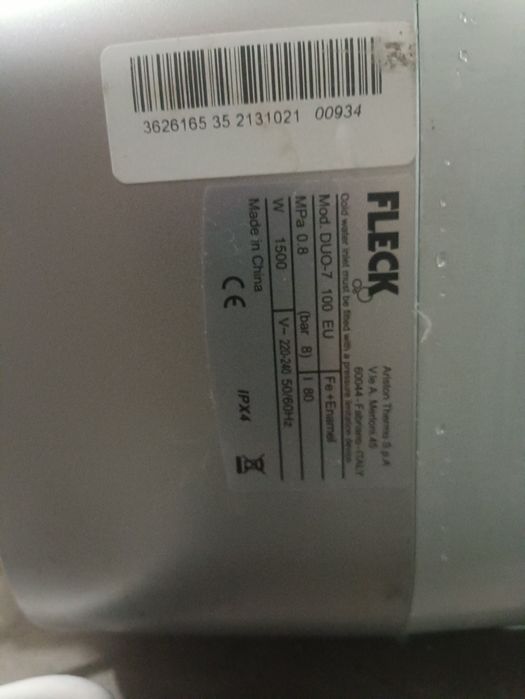 3626165 35 2131021 00934
FLECK
Ariston Thermo S.p.A
V.le A. Merloni 45
60044 - Fabriano - ITALY
Cold water inlet must be fitted with a pressure limitation device
Mod. DUO-7 100 EU Fe+Enamel
MPa 0.8 (bar 8) l 80
W 1500 V~ 220-240 50/60Hz
Made in China
CE IPX4